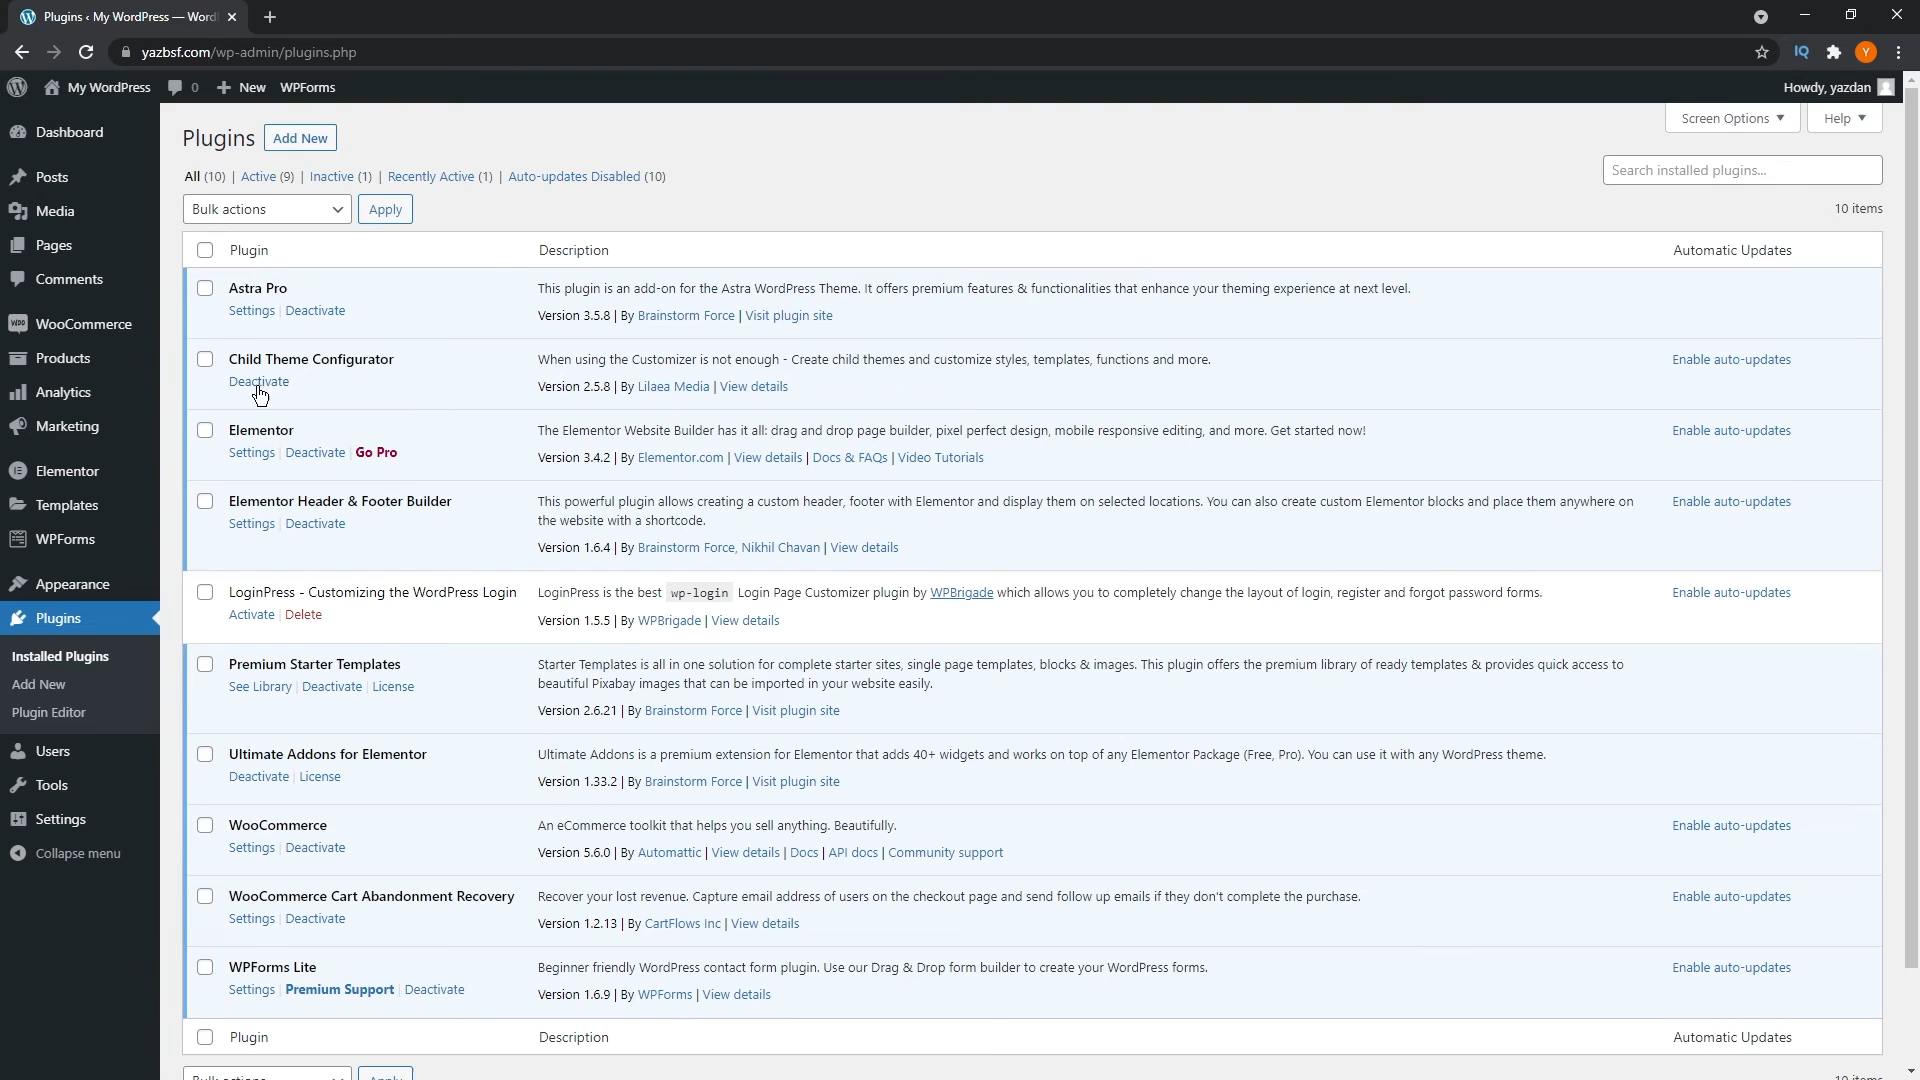 Plugins ‹ My WordPress — Word
yazbsf.com/wp-admin/plugins.php
IQ
Y
My WordPress
0
New
WPForms
Howdy, yazdan
Dashboard
Posts
Media
Pages
Comments
WooCommerce
Products
Analytics
Marketing
Elementor
Templates
WPForms
Appearance
Plugins
Installed Plugins
Add New
Plugin Editor
Users
Tools
Settings
Collapse menu
Screen Options
Help
Plugins
Add New
All (10) | Active (9) | Inactive (1) | Recently Active (1) | Auto-updates Disabled (10)
Search installed plugins...
Bulk actions
Apply
10 items
Plugin Description Automatic Updates
Astra Pro
Settings | Deactivate
This plugin is an add-on for the Astra WordPress Theme. It offers premium features & functionalities that enhance your theming experience at next level.
Version 3.5.8 | By Brainstorm Force | Visit plugin site
Child Theme Configurator
Deactivate
When using the Customizer is not enough - Create child themes and customize styles, templates, functions and more.
Version 2.5.8 | By Lilaea Media | View details
Enable auto-updates
Elementor
Settings | Deactivate | Go Pro
The Elementor Website Builder has it all: drag and drop page builder, pixel perfect design, mobile responsive editing, and more. Get started now!
Version 3.4.2 | By Elementor.com | View details | Docs & FAQs | Video Tutorials
Enable auto-updates
Elementor Header & Footer Builder
Settings | Deactivate
This powerful plugin allows creating a custom header, footer with Elementor and display them on selected locations. You can also create custom Elementor blocks and place them anywhere on
the website with a shortcode.
Version 1.6.4 | By Brainstorm Force, Nikhil Chavan | View details
Enable auto-updates
LoginPress - Customizing the WordPress Login
Activate | Delete
LoginPress is the best wp-login Login Page Customizer plugin by WPBrigade which allows you to completely change the layout of login, register and forgot password forms.
Version 1.5.5 | By WPBrigade | View details
Enable auto-updates
Premium Starter Templates
See Library | Deactivate | License
Starter Templates is all in one solution for complete starter sites, single page templates, blocks & images. This plugin offers the premium library of ready templates & provides quick access to
beautiful Pixabay images that can be imported in your website easily.
Version 2.6.21 | By Brainstorm Force | Visit plugin site
Ultimate Addons for Elementor
Deactivate | License
Ultimate Addons is a premium extension for Elementor that adds 40+ widgets and works on top of any Elementor Package (Free, Pro). You can use it with any WordPress theme.
Version 1.33.2 | By Brainstorm Force | Visit plugin site
WooCommerce
Settings | Deactivate
An eCommerce toolkit that helps you sell anything. Beautifully.
Version 5.6.0 | By Automattic | View details | Docs | API docs | Community support
Enable auto-updates
WooCommerce Cart Abandonment Recovery
Settings | Deactivate
Recover your lost revenue. Capture email address of users on the checkout page and send follow up emails if they don't complete the purchase.
Version 1.2.13 | By CartFlows Inc | View details
Enable auto-updates
WPForms Lite
Settings | Premium Support | Deactivate
Beginner friendly WordPress contact form plugin. Use our Drag & Drop form builder to create your WordPress forms.
Version 1.6.9 | By WPForms | View details
Enable auto-updates
Plugin Description Automatic Updates
Bulk actions
Apply
10 items